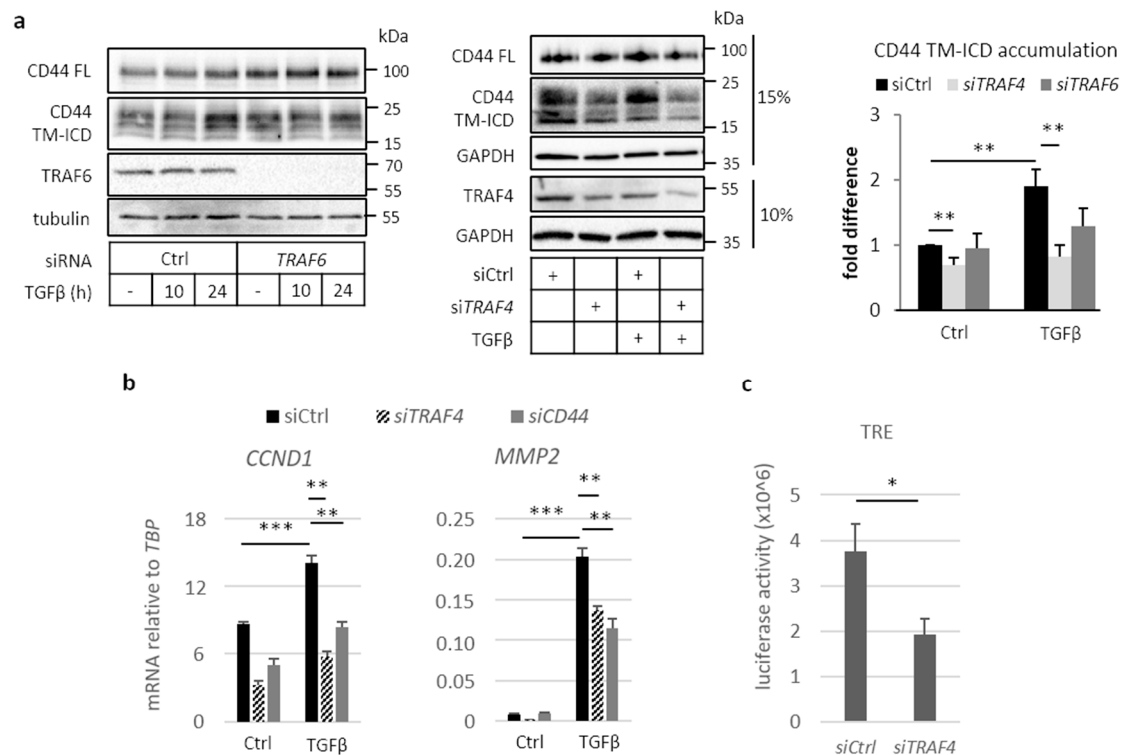 a
kDa
CD44 FL
100
CD44
TM-ICD
25
15
TRAF6
70
55
tubulin
55
siRNA Ctrl TRAF6
TGFβ (h) - 10 24 - 10 24
kDa
CD44 FL
100
CD44
TM-ICD
25
15
GAPDH
35
15%
TRAF4
55
GAPDH
35
10%
siCtrl + +
siTRAF4 + +
TGFβ + +
CD44 TM-ICD accumulation
siCtrl siTRAF4 siTRAF6
fold difference
3
2
1
0
**
**
**
Ctrl TGFβ
b
siCtrl siTRAF4 siCD44
CCND1
mRNA relative to TBP
18
12
6
0
**
**
***
Ctrl TGFβ
MMP2
0.25
0.20
0.15
0.10
0.05
0
**
**
***
Ctrl TGFβ
c
TRE
luciferase activity (x10^6)
5
4
3
2
1
0
*
siCtrl siTRAF4